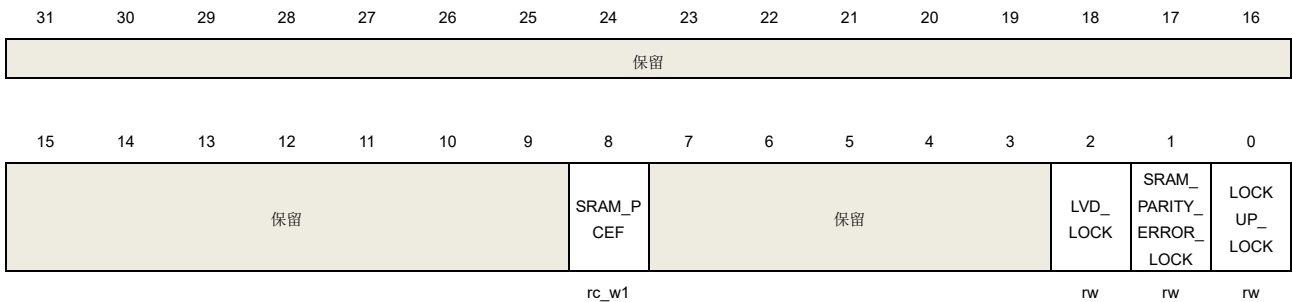 31 30 29 28 27 26 25 24 23 22 21 20 19 18 17 16
保留
15 14 13 12 11 10 9 8 7 6 5 4 3 2 1 0
保留
SRAM_P
CEF
保留
LVD_
LOCK
SRAM_
PARITY_
ERROR_
LOCK
LOCK
UP_
LOCK
rc_w1 rw rw rw